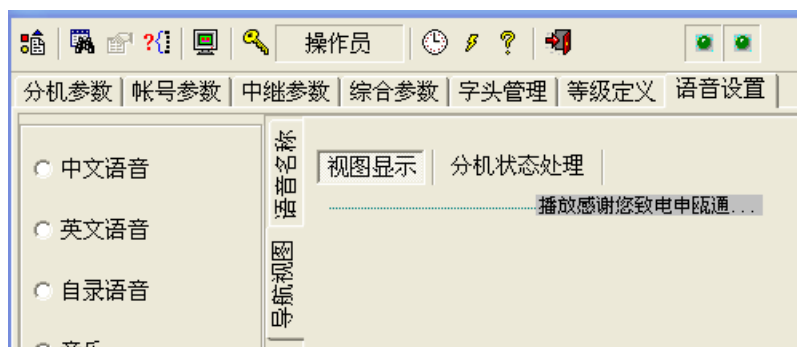 操作员
分机参数 帐号参数 中继参数 综合参数 字头管理 等级定义 语音设置
语音名称
导航视图
视图显示 分机状态处理
播放感谢您致电申瓯通...
中文语音
英文语音
自录语音
音乐